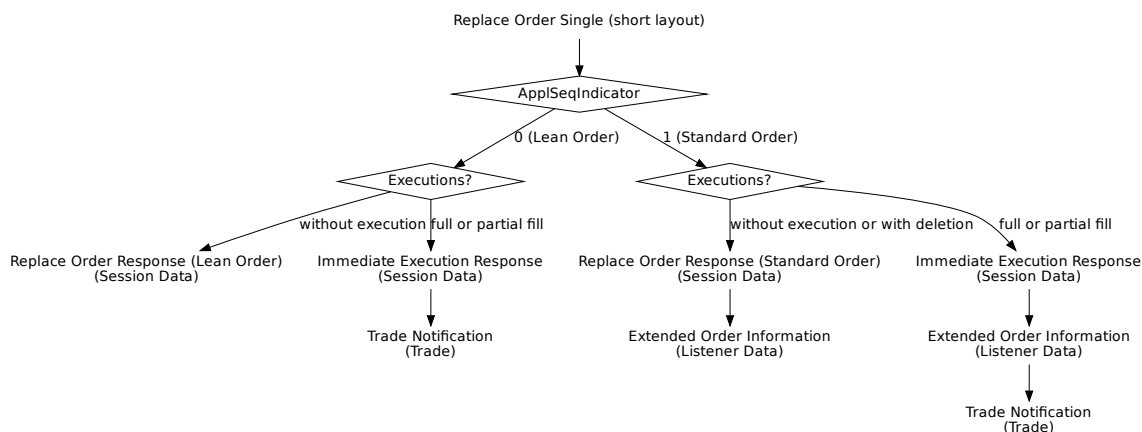 Replace Order Single (short layout)
ApplSeqIndicator
0 (Lean Order)
1 (Standard Order)
Executions?
Executions?
without execution
full or partial fill
without execution or with deletion
full or partial fill
Replace Order Response (Lean Order)
(Session Data)
Immediate Execution Response
(Session Data)
Replace Order Response (Standard Order)
(Session Data)
Immediate Execution Response
(Session Data)
Trade Notification
(Trade)
Extended Order Information
(Listener Data)
Extended Order Information
(Listener Data)
Trade Notification
(Trade)